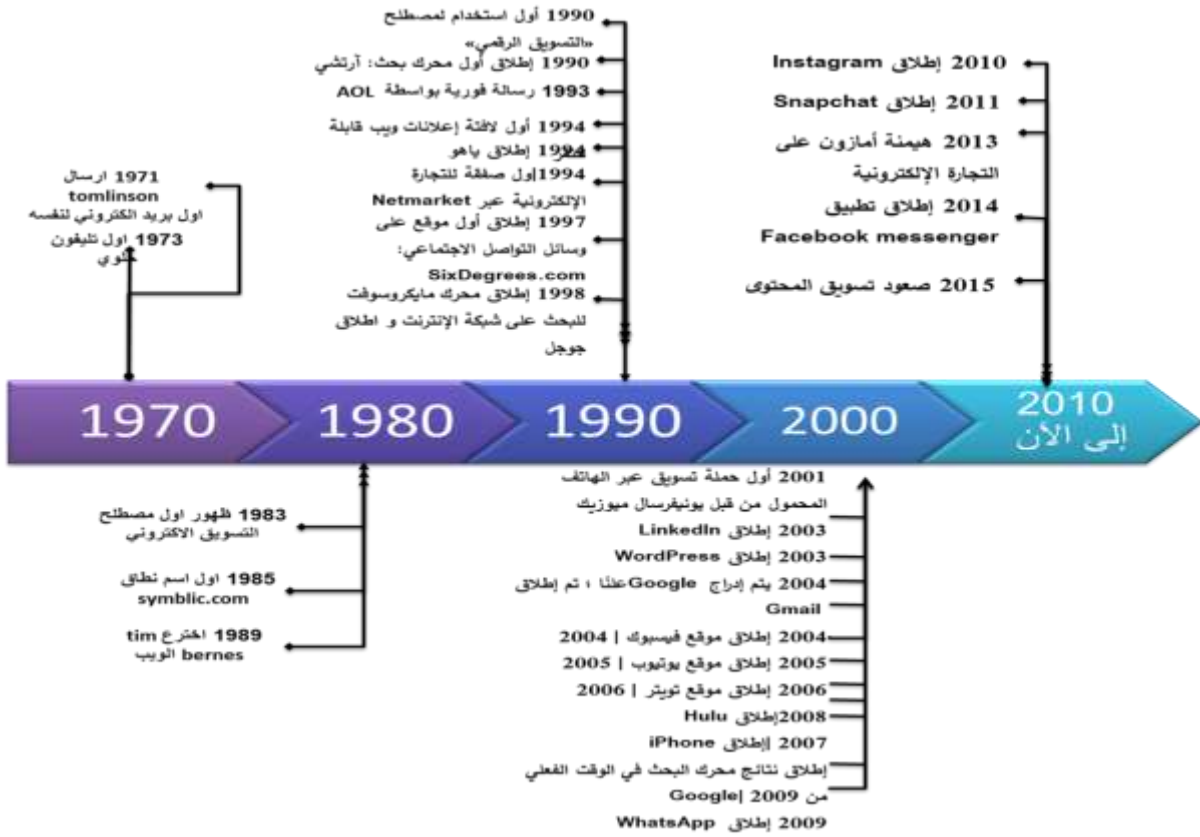 1971 ارسال
tomlinson
اول بريد الكتروني لنفسه
1973 اول تليفون
1990 أول استخدام لمصطلح
«التسويق الرقمي»
1990 إطلاق أول محرك بحث: آرتشي
1993 رسالة فورية بواسطة AOL
1994 أول لافتة إعلانات ويب قابلة
1994 إطلاق ياهو
1994|ول صفقة للتجارة
الإلكترونية عبر Netmarket
1997 إطلاق أول موقع على
وسائل التواصل الاجتماعي:
SixDegrees.com
1998 إطلاق محرك مايكروسوفت
للبحث على شبكة الإنترنت و اطلاق
جوجل
2010 إطلاق Instagram
2011 إطلاق Snapchat
2013 هيمنة أمازون على
التجارة الإلكترونية
2014 إطلاق تطبيق
Facebook messenger
2015 صعود تسويق المحتوى
1970
1980
1990
2000
2010
إلى الأن
1983 ظهور اول مصطلح
التسويق الاكتروني
1985 اول اسم نطاق
symblic.com
1989 اخترع tim
bernes الويب
2001 أول حملة تسويق عبر الهاتف
المحمول من قبل يونيفرسال ميوزيك
2003 إطلاق LinkedIn
2003 إطلاق WordPress
2004 يتم إدراج Google علنًا ؛ تم إطلاق
Gmail
2004 إطلاق موقع فيسبوك | 2004
2005 إطلاق موقع يوتيوب | 2005
2006 إطلاق موقع تويتر | 2006
2008|إطلاق Hulu
2007 |إطلاق iPhone
إطلاق نتائج محرك البحث في الوقت الفعلي
من Google| 2009
2009 إطلاق WhatsApp